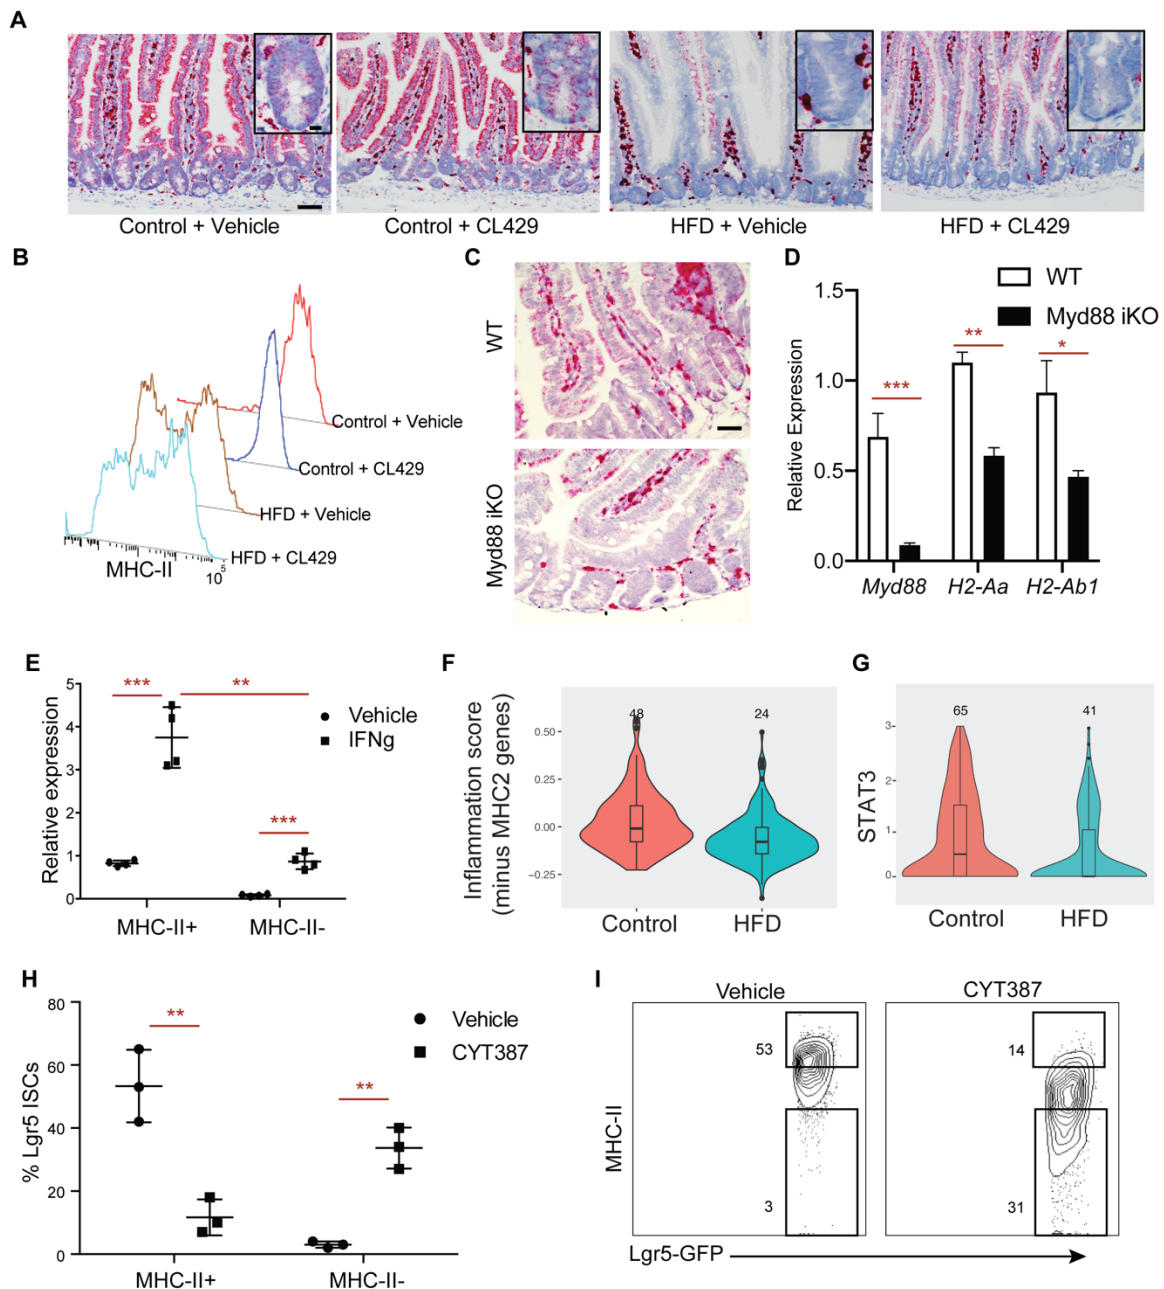 A
Control + Vehicle
Control + CL429
HFD + Vehicle
HFD + CL429
B
Control + Vehicle
Control + CL429
HFD + Vehicle
HFD + CL429
MHC-II
10^5
C
WT
Myd88 iKO
D
WT
Myd88 iKO
Relative Expression
1.5
1.0
0.5
0.0
***
**
*
Myd88
H2-Aa
H2-Ab1
E
Relative expression
5
4
3
2
1
0
***
**
***
Vehicle
IFNg
MHC-II+
MHC-II-
F
Inflammation score
(minus MHC2 genes)
0.50
0.25
0.00
−0.25
48
24
Control
HFD
G
STAT3
3
2
1
0
65
41
Control
HFD
H
% Lgr5 ISCs
80
60
40
20
0
**
**
Vehicle
CYT387
MHC-II+
MHC-II-
I
Vehicle
CYT387
53
3
14
31
MHC-II
Lgr5-GFP